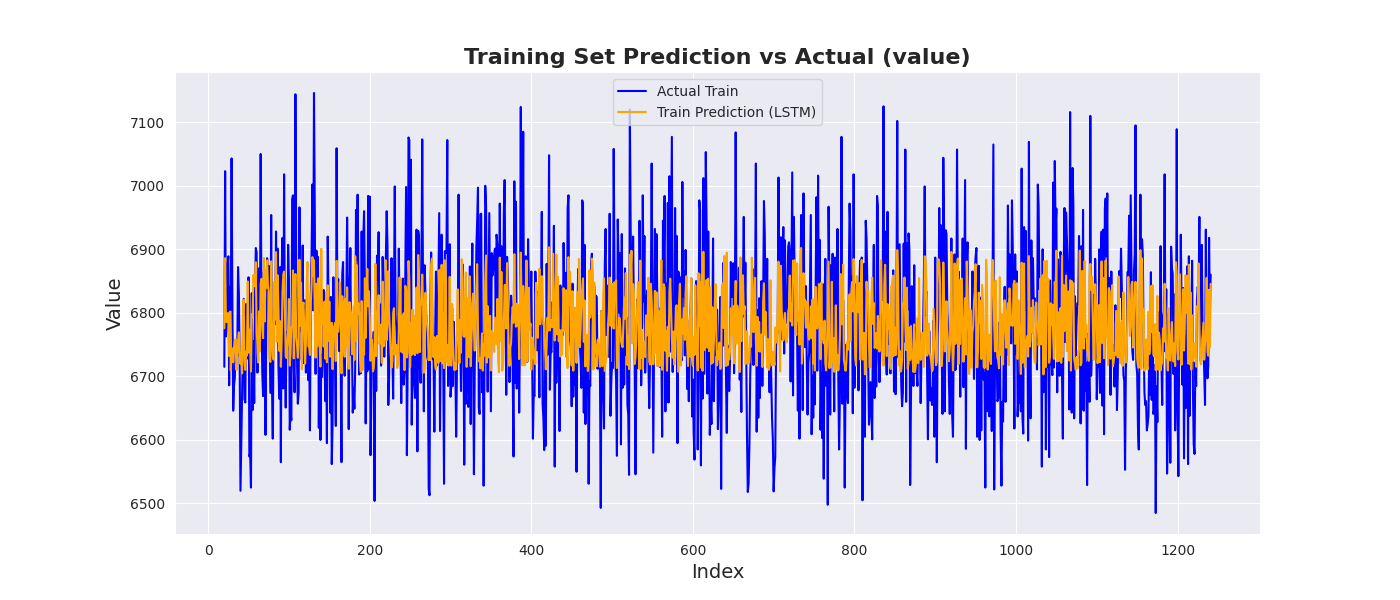 Training Set Prediction vs Actual (value)
Actual Train
Train Prediction (LSTM)
Value
7100
7000
6900
6800
6700
6600
6500
0 200 400 600 800 1000 1200
Index